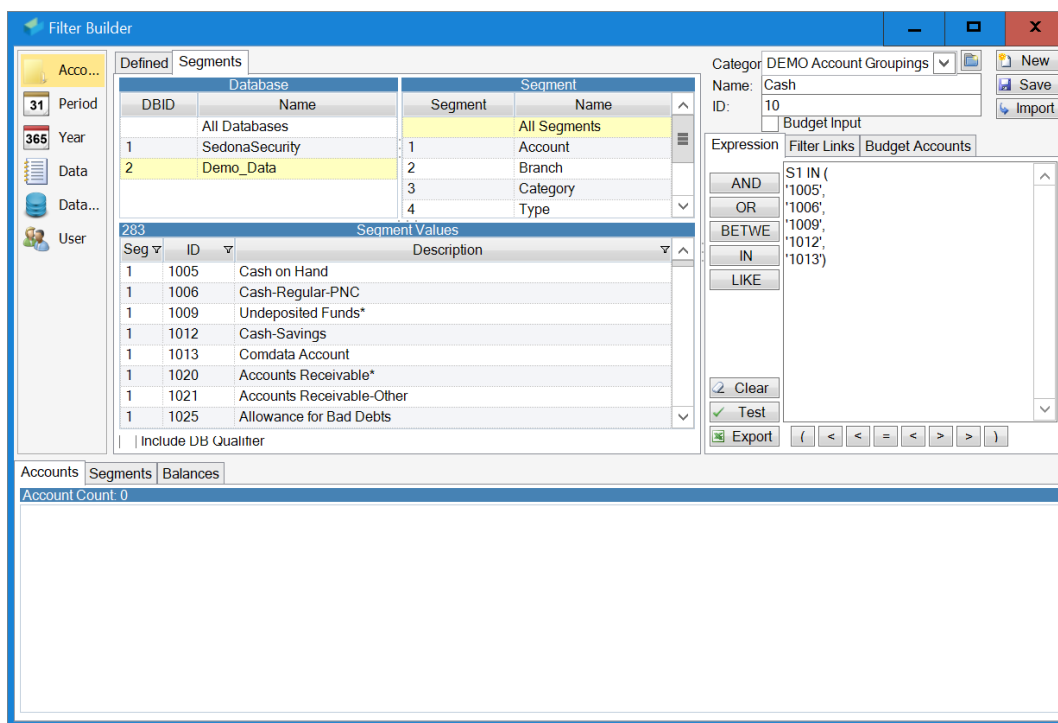 Filter Builder
X
Acco...
31 Period
365 Year
Data
Data...
User
Defined Segments
Database
DBID Name
All Databases
1 SedonaSecurity
2 Demo_Data
Segment
Segment Name
All Segments
1 Account
2 Branch
3 Category
4 Type
283 Segment Values
Seg ID Description
1 1005 Cash on Hand
1 1006 Cash-Regular-PNC
1 1009 Undeposited Funds*
1 1012 Cash-Savings
1 1013 Comdata Account
1 1020 Accounts Receivable*
1 1021 Accounts Receivable-Other
1 1025 Allowance for Bad Debts
Include DB Qualifier
Categor DEMO Account Groupings
Name: Cash
ID: 10
Budget Input
New
Save
Import
Expression Filter Links Budget Accounts
AND
OR
BETWE
IN
LIKE
S1 IN (
'1005',
'1006',
'1009',
'1012',
'1013')
Clear
Test
Export
( < < = < > > )
Accounts Segments Balances
Account Count: 0